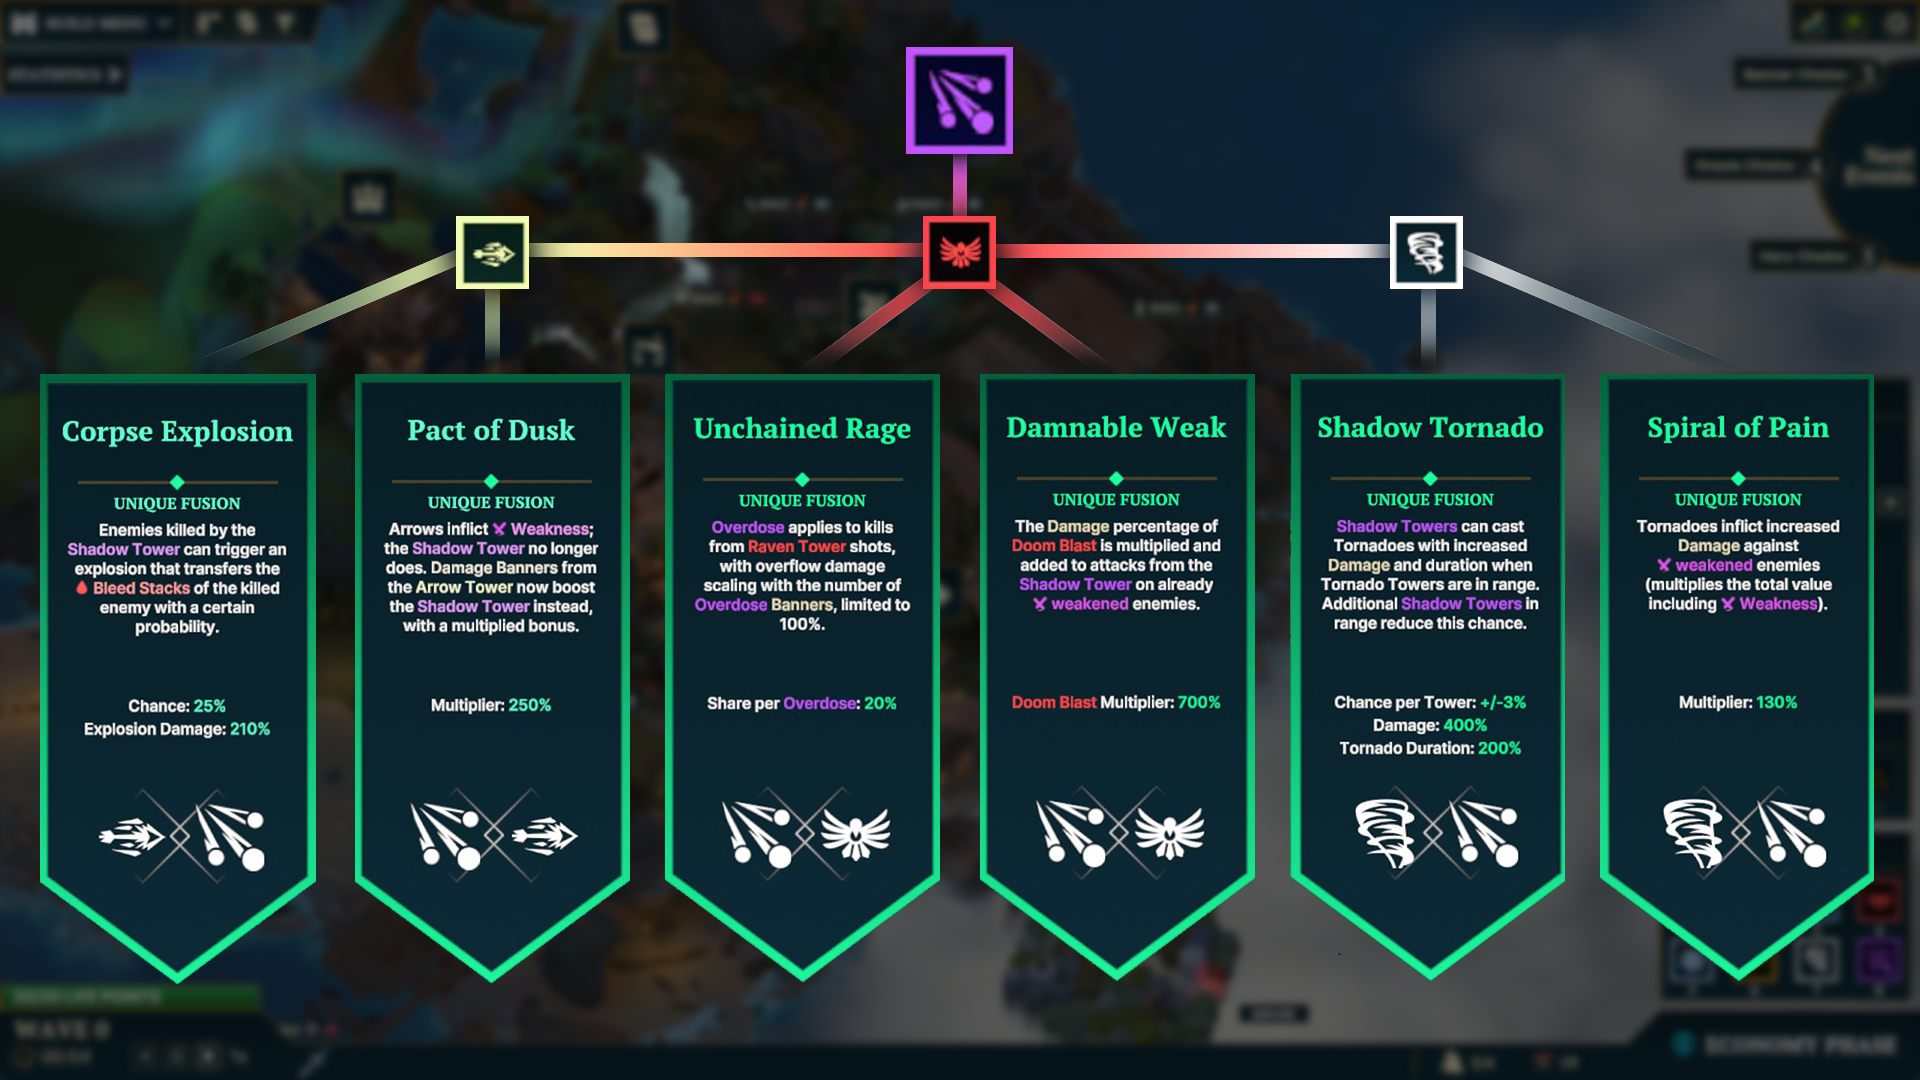 BUILD MENU
STATISTICS
Next
Events
Corpse Explosion
UNIQUE FUSION
Enemies killed by the
Shadow Tower can trigger an
explosion that transfers the
Bleed Stacks of the killed
enemy with a certain
probability.
Chance: 25%
Explosion Damage: 210%
Pact of Dusk
UNIQUE FUSION
Arrows inflict Weakness;
the Shadow Tower no longer
does. Damage Banners from
the Arrow Tower now boost
the Shadow Tower instead,
with a multiplied bonus.
Multiplier: 250%
Unchained Rage
UNIQUE FUSION
Overdose applies to kills
from Raven Tower shots,
with overflow damage
scaling with the number of
Overdose Banners, limited to
100%.
Share per Overdose: 20%
Damnable Weak
UNIQUE FUSION
The Damage percentage of
Doom Blast is multiplied and
added to attacks from the
Shadow Tower on already
weakened enemies.
Doom Blast Multiplier: 700%
Shadow Tornado
UNIQUE FUSION
Shadow Towers can cast
Tornadoes with increased
Damage and duration when
Tornado Towers are in range.
Additional Shadow Towers in
range reduce this chance.
Chance per Tower: +/-3%
Damage: 400%
Tornado Duration: 200%
Spiral of Pain
UNIQUE FUSION
Tornadoes inflict increased
Damage against
weakened enemies
(multiplies the total value
including Weakness).
Multiplier: 130%
WAVE 0
ECONOMY PHASE